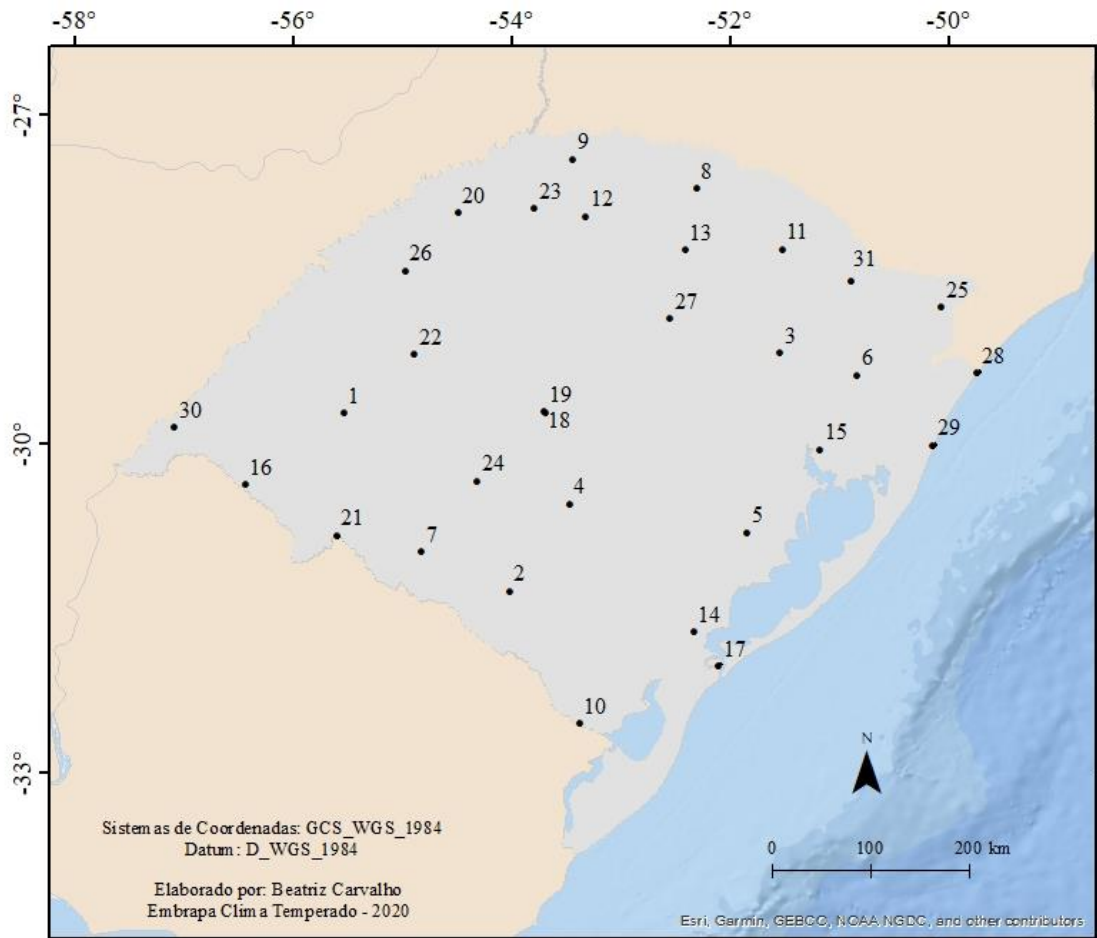 -58° -56° -54° -52° -50°
-27°
9
8
20 23 12
13 11
26 31
25
27
22 3
6 28
1 19
30 18
15 29
16 24
4
21 5
7
2
14
17
10
-30°
-33°
N
Sistemas de Coordenadas: GCS_WGS_1984
Datum: D_WGS_1984
0 100 200 km
Elaborado por: Beatriz Carvalho
Embrapa Clima Temperado - 2020
Esri, Garmin, GEBCO, NOAA NGDC, and other contributors